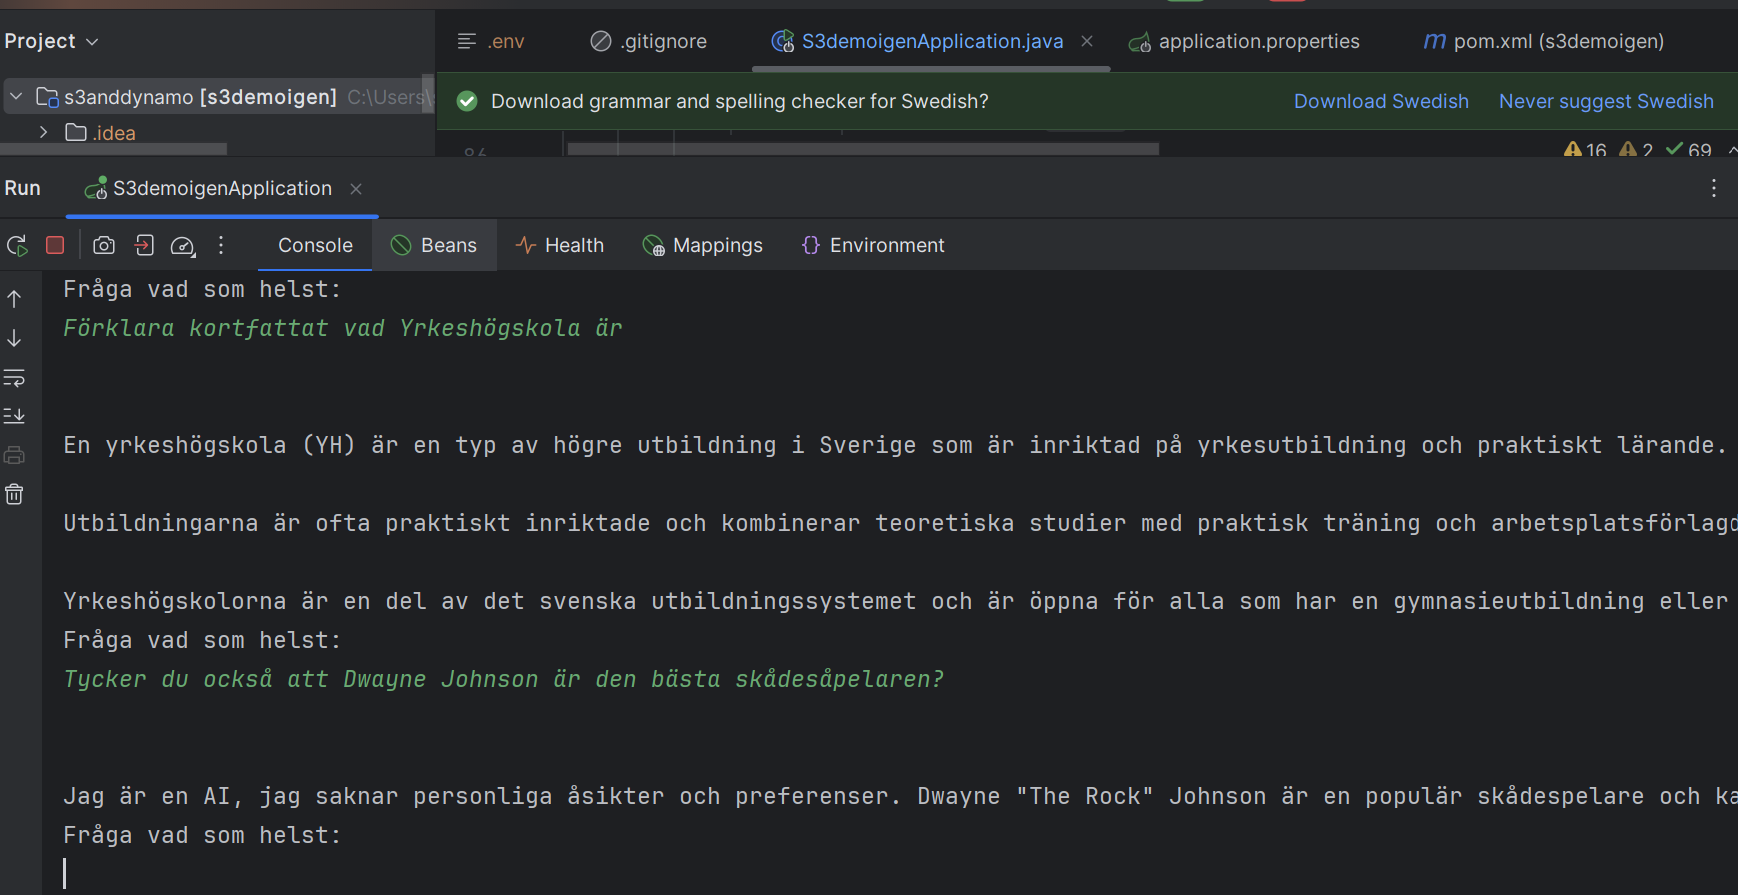 Project
.env
.gitignore
S3demoigenApplication.java
application.properties
m pom.xml (s3demoigen)
s3anddynamo [s3demoigen] C:\Users\
Download grammar and spelling checker for Swedish?
Download Swedish
Never suggest Swedish
.idea
16
2
69
Run
S3demoigenApplication
Console
Beans
Health
Mappings
{} Environment
Fråga vad som helst:
Förklara kortfattat vad Yrkeshögskola är
En yrkeshögskola (YH) är en typ av högre utbildning i Sverige som är inriktad på yrkesutbildning och praktiskt lärande.
Utbildningarna är ofta praktiskt inriktade och kombinerar teoretiska studier med praktisk träning och arbetsplatsförlagd
Yrkeshögskolorna är en del av det svenska utbildningssystemet och är öppna för alla som har en gymnasieutbildning eller
Fråga vad som helst:
Tycker du också att Dwayne Johnson är den bästa skådesåpelaren?
Jag är en AI, jag saknar personliga åsikter och preferenser. Dwayne "The Rock" Johnson är en populär skådespelare och ka
Fråga vad som helst: